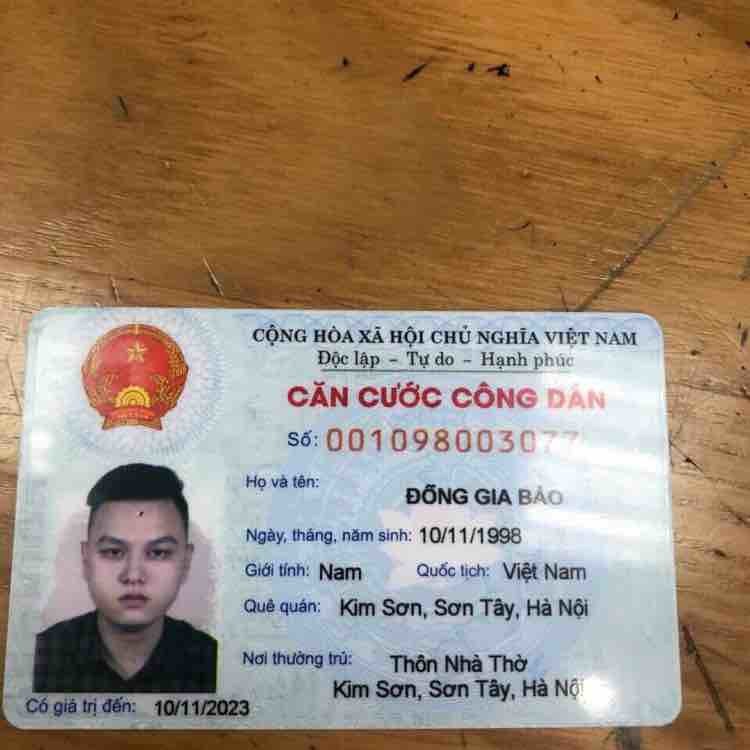 CỘNG HÒA XÃ HỘI CHỦ NGHĨA VIỆT NAM
Độc lập – Tự do – Hạnh phúc
CĂN CƯỚC CÔNG DÂN
Số: 001098003077
Họ và tên:
ĐỒNG GIA BẢO
Ngày, tháng, năm sinh: 10/11/1998
Giới tính: Nam Quốc tịch: Việt Nam
Quê quán: Kim Sơn, Sơn Tây, Hà Nội
Nơi thường trú: Thôn Nhà Thờ
Kim Sơn, Sơn Tây, Hà Nội
Có giá trị đến: 10/11/2023